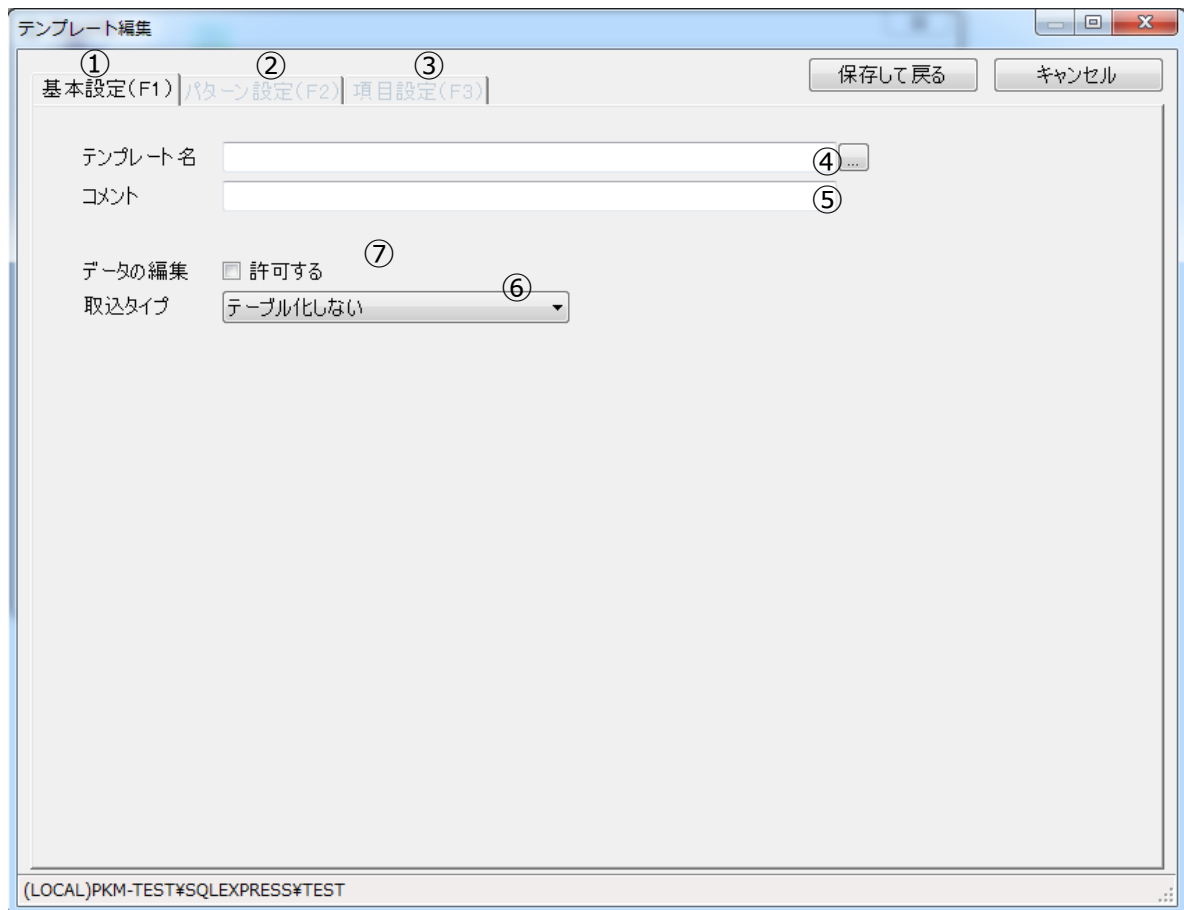 テンプレート編集
① ② ③
基本設定(F1) パターン設定(F2) 項目設定(F3) 保存して戻る キャンセル
テンプレート名 ④ ...
コメント ⑤
データの編集 許可する ⑦
取込タイプ テーブル化しない ⑥
(LOCAL)PKM-TEST¥SQLEXPRESS¥TEST